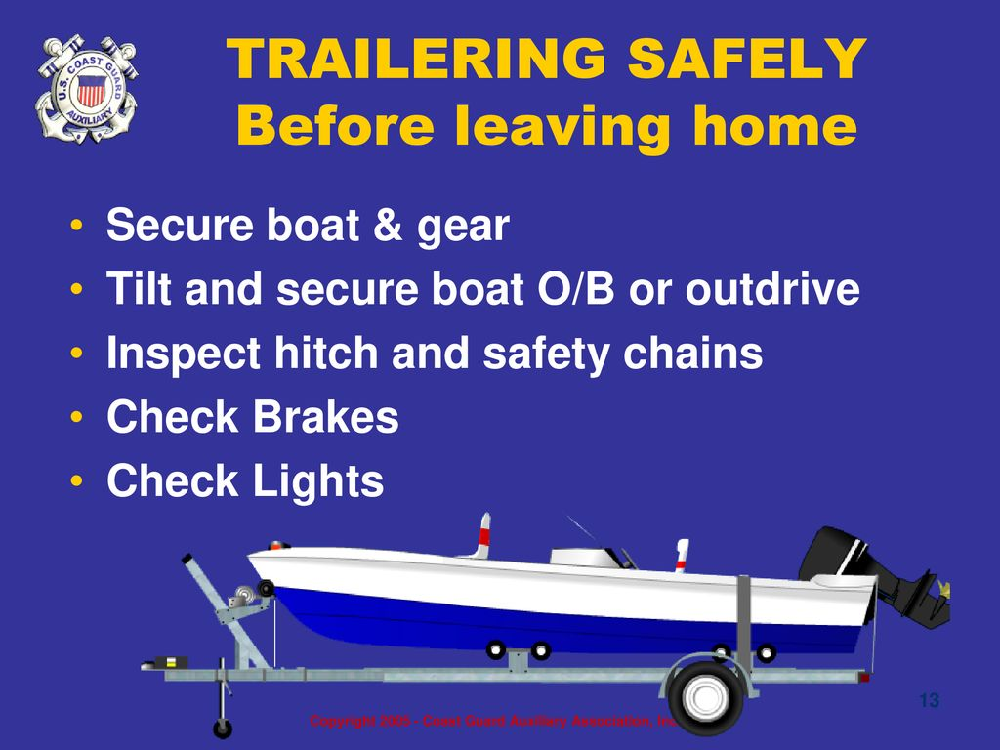 U.S. COAST GUARD
AUXILIARY
TRAILERING SAFELY
Before leaving home
• Secure boat & gear
• Tilt and secure boat O/B or outdrive
• Inspect hitch and safety chains
• Check Brakes
• Check Lights
13
Copyright 2005 - Coast Guard Auxiliary Association, Inc.